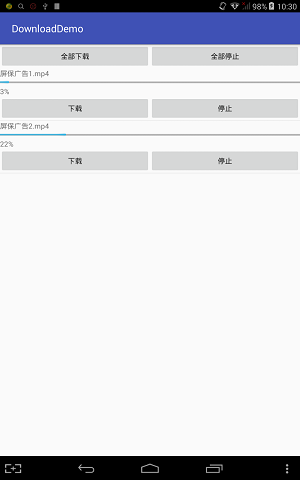 98% 10:30
DownloadDemo
全部下载 全部停止
屏保广告1.mp4
3%
下载 停止
屏保广告2.mp4
22%
下载 停止